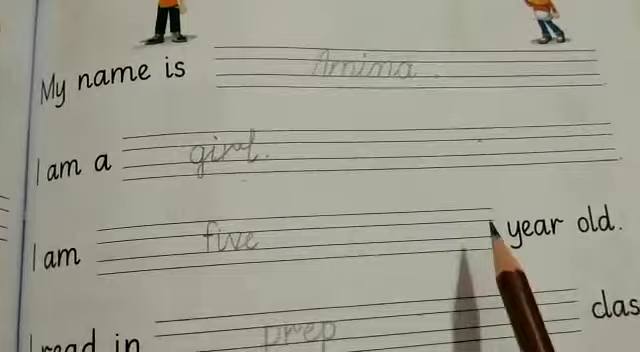 My name is Amina.
I am a girl.
I am five year old.
I read in prep clas